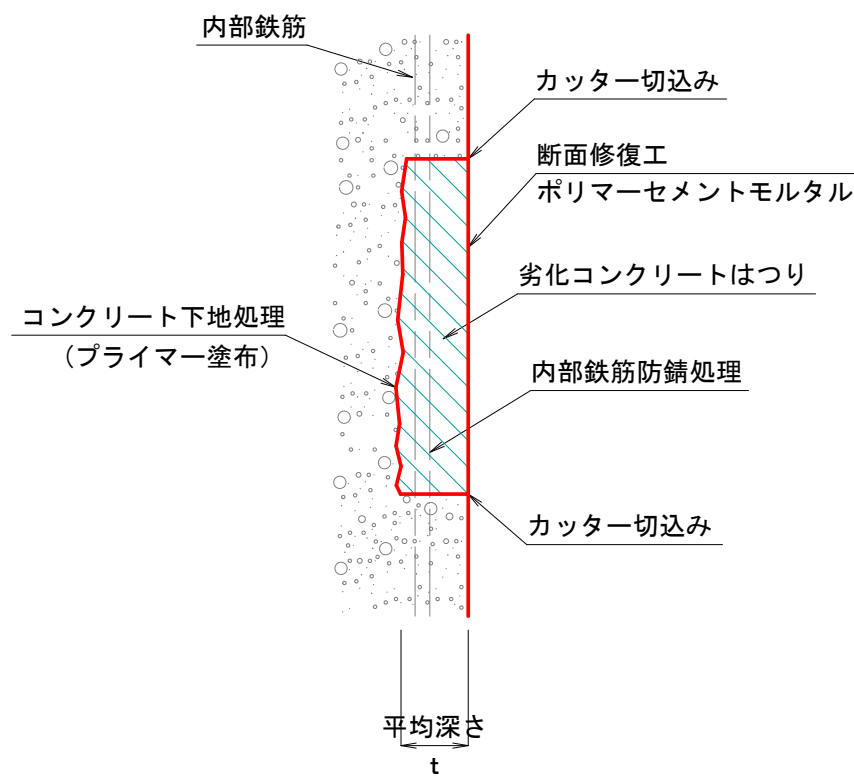 内部鉄筋
カッター切込み
断面修復工
ポリマーセメントモルタル
劣化コンクリートはつり
コンクリート下地処理
（プライマー塗布）
内部鉄筋防錆処理
カッター切込み
平均深さ
t